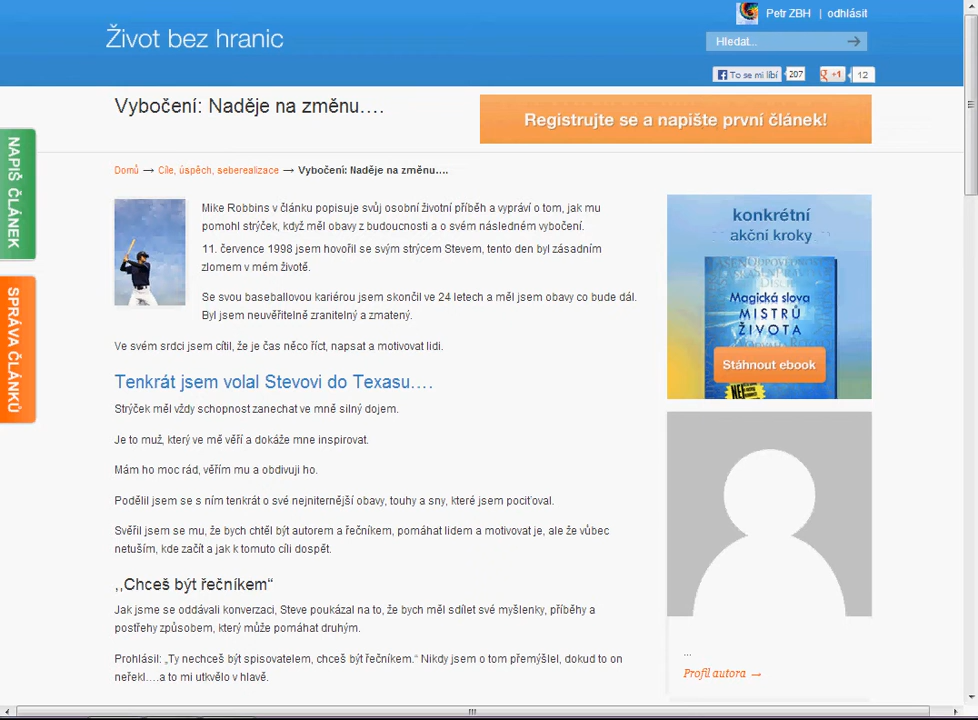 Petr ZBH | odhlásit
Život bez hranic
Hledat...
To se mi líbí 207 +1 12
Vybočení: Naděje na změnu….
Registrujte se a napište první článek!
NAPIŠ ČLÁNEK
SPRÁVA ČLÁNKŮ
Domů → Cíle, úspěch, seberealizace → Vybočení: Naděje na změnu….
Mike Robbins v článku popisuje svůj osobní životní příběh a vypráví o tom, jak mu
pomohl strýček, když měl obavy z budoucnosti a o svém následném vybočení.
11. července 1998 jsem hovořil se svým strýcem Stevem, tento den byl zásadním
zlomem v mém životě.
Se svou baseballovou kariérou jsem skončil ve 24 letech a měl jsem obavy co bude dál.
Byl jsem neuvěřitelně zranitelný a zmatený.
Ve svém srdci jsem cítil, že je čas něco říct, napsat a motivovat lidi.
Tenkrát jsem volal Stevovi do Texasu….
Strýček měl vždy schopnost zanechat ve mně silný dojem.
Je to muž, který ve mě věří a dokáže mne inspirovat.
Mám ho moc rád, věřím mu a obdivuji ho.
Podělil jsem se s ním tenkrát o své nejniternější obavy, touhy a sny, které jsem pociťoval.
Svěřil jsem se mu, že bych chtěl být autorem a řečníkem, pomáhat lidem a motivovat je, ale že vůbec
netuším, kde začít a jak k tomuto cíli dospět.
,,Chceš být řečníkem“
Jak jsme se oddávali konverzaci, Steve poukázal na to, že bych měl sdílet své myšlenky, příběhy a
postřehy způsobem, který může pomáhat druhým.
Prohlásil: „Ty nechceš být spisovatelem, chceš být řečníkem.“ Nikdy jsem o tom přemýšlel, dokud to on
neřekl….a to mi utkvělo v hlavě.
konkrétní
akční kroky
Magická slova
MISTRŮ
ŽIVOTA
Stáhnout ebook
...
Profil autora →